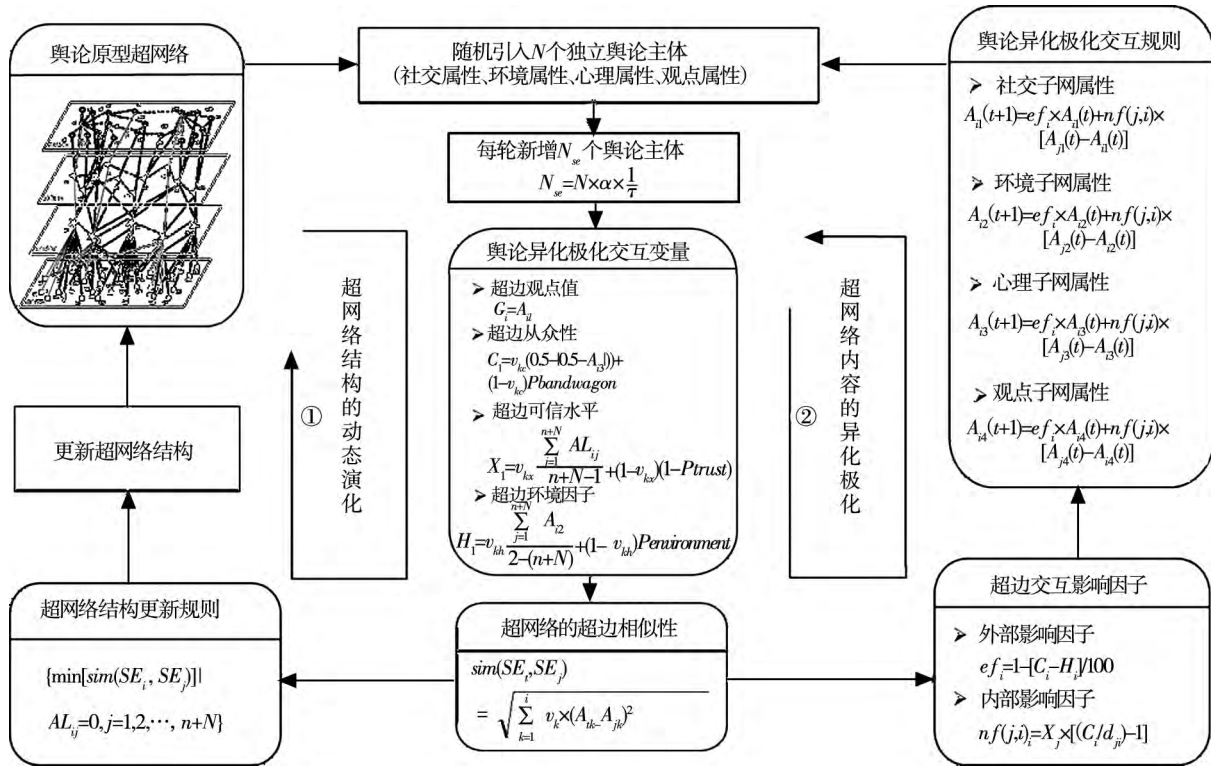 舆论原型超网络
更新超网络结构
超网络结构更新规则
{min[sim(SE_i, SE_j)]|
AL_ij=0, j=1,2,…, n+N}
随机引入N个独立舆论主体
(社交属性、环境属性、心理属性、观点属性)
每轮新增N_se个舆论主体
N_se=N×α×1/τ
①
超网络结构的动态演化
舆论异化极化交互变量
➢ 超边观点值
G_i=A_il
➢ 超边从众性
C_1=v_kc(0.5-|0.5-A_i3|))+
(1-v_kc)Pbandwagon
➢ 超边可信水平
X_1=v_kx ∑_{j=1}^{n+N} AL_ij/(n+N-1)+(1-v_kx)(1-Ptrust)
➢ 超边环境因子
H_1=v_kh ∑_{j=1}^{n+N} A_i2/(2-(n+N))+(1- v_kh)Penvironment
②
超网络内容的异化极化
超网络的超边相似性
sim(SE_i,SE_j)
= √(∑_{k=1}^{i} v_k×(A_ik-A_jk)^2)
舆论异化极化交互规则
➢ 社交子网属性
A_i1(t+1)=ef_i×A_i1(t)+nf(j,i)×
[A_j1(t)-A_i1(t)]
➢ 环境子网属性
A_i2(t+1)=ef_i×A_i2(t)+nf(j,i)×
[A_j2(t)-A_i2(t)]
➢ 心理子网属性
A_i3(t+1)=ef_i×A_i3(t)+nf(j,i)×
[A_j3(t)-A_i3(t)]
➢ 观点子网属性
A_i4(t+1)=ef_i×A_i4(t)+nf(j,i)×
[A_j4(t)-A_i4(t)]
超边交互影响因子
➢ 外部影响因子
ef_i=1-[C_i-H_i]/100
➢ 内部影响因子
nf(j,i)_i=X_j×[(C_i/d_ji)-1]